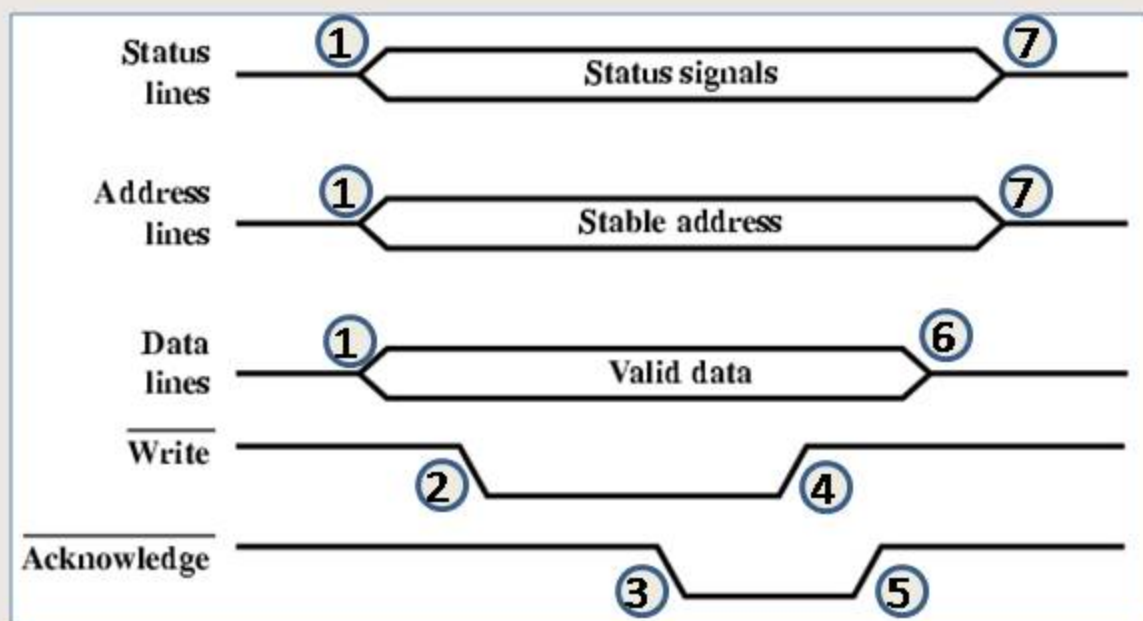 1
7
Status
lines
Status signals
1
7
Address
lines
Stable address
1
6
Data
lines
Valid data
Write
2
4
Acknowledge
3
5